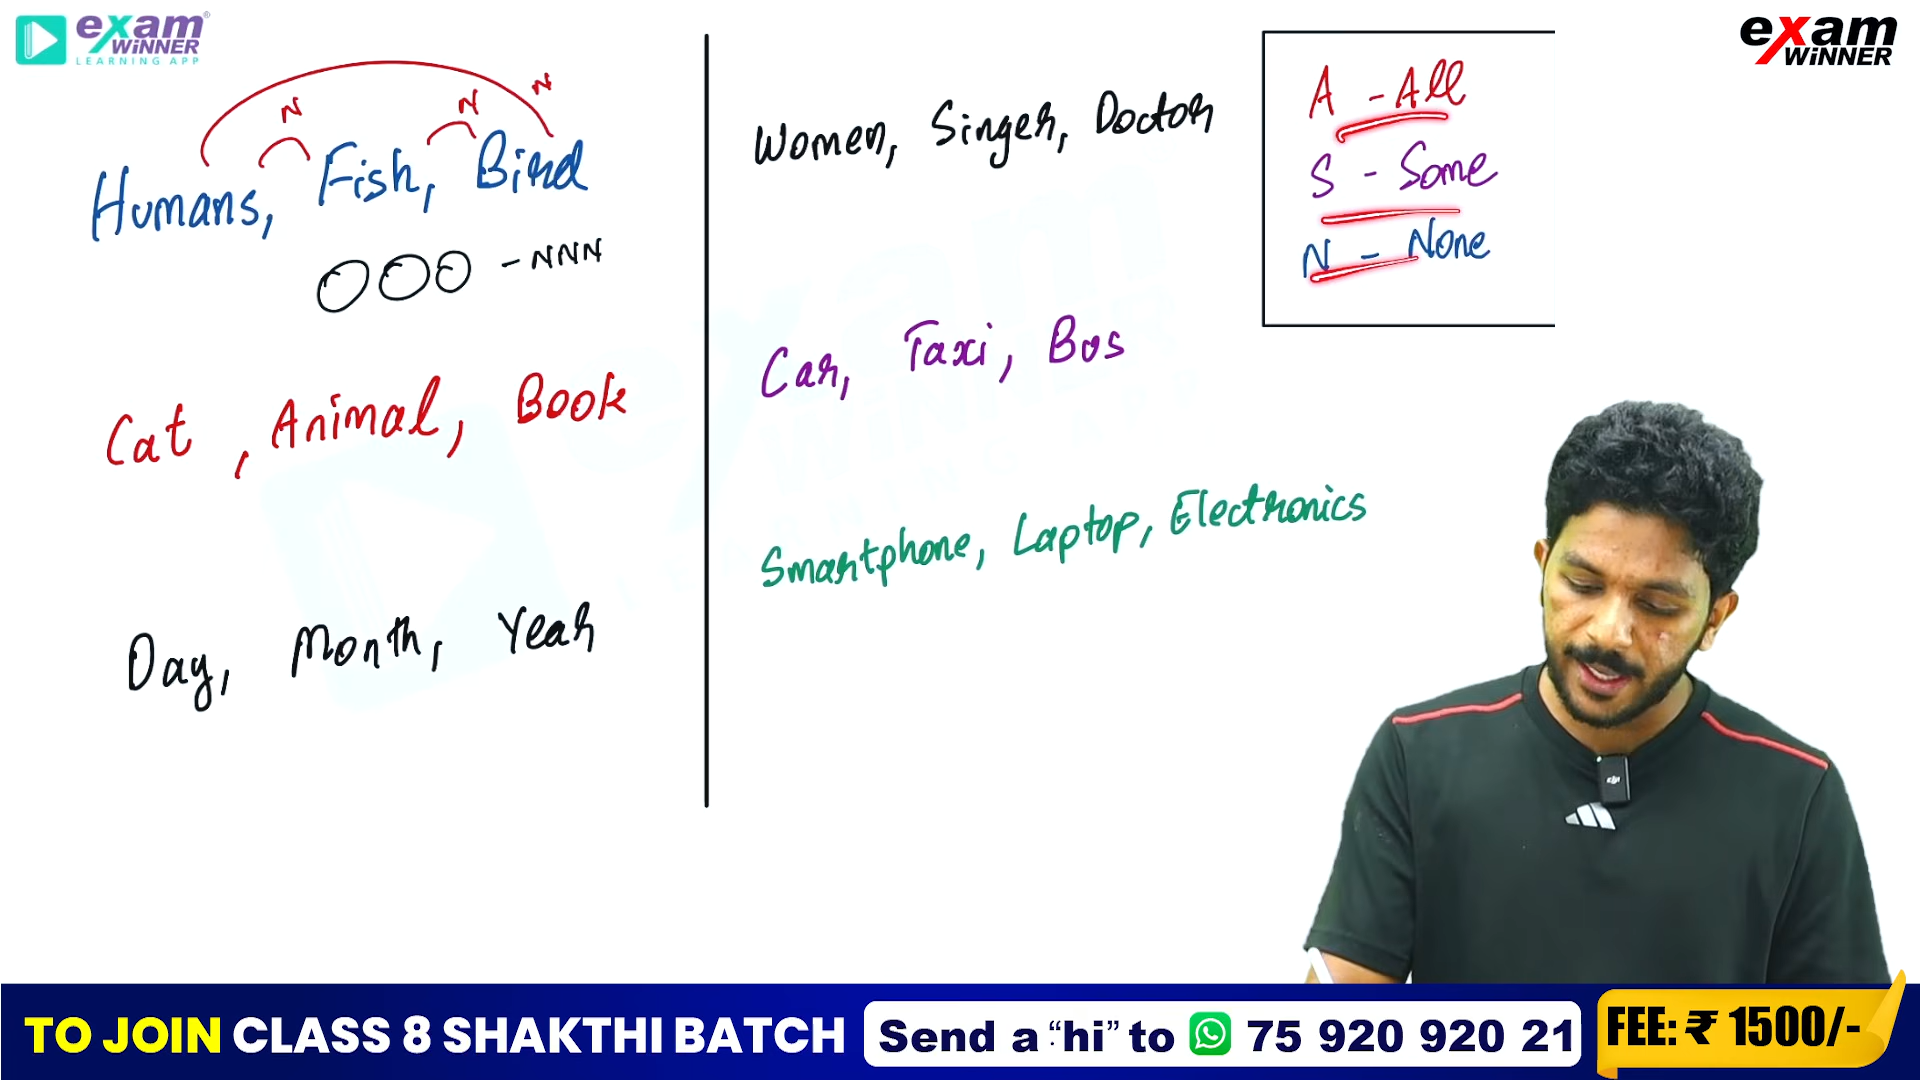 exam
WiNNER
LEARNING APP
N N N
Humans, Fish, Bird
- NNN
Cat, Animal, Book
Day, Month, Year
Women, Singer, Doctor
Car, Taxi, Bus
Smartphone, Laptop, Electronics
A - All
S - Some
N - None
exam
WiNNER
TO JOIN CLASS 8 SHAKTHI BATCH
Send a “hi” to 75 920 920 21
FEE: ₹ 1500/-